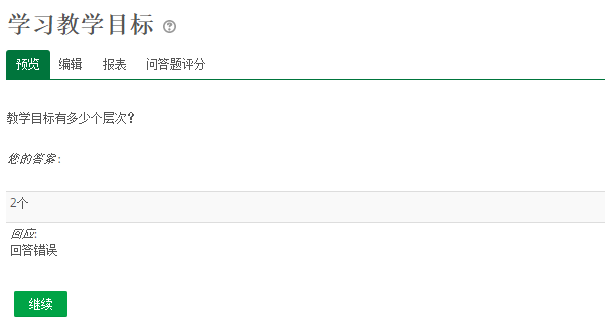 学习教学目标 ?
预览 编辑 报表 问答题评分
教学目标有多少个层次？
您的答案：
2个
回应:
回答错误
继续